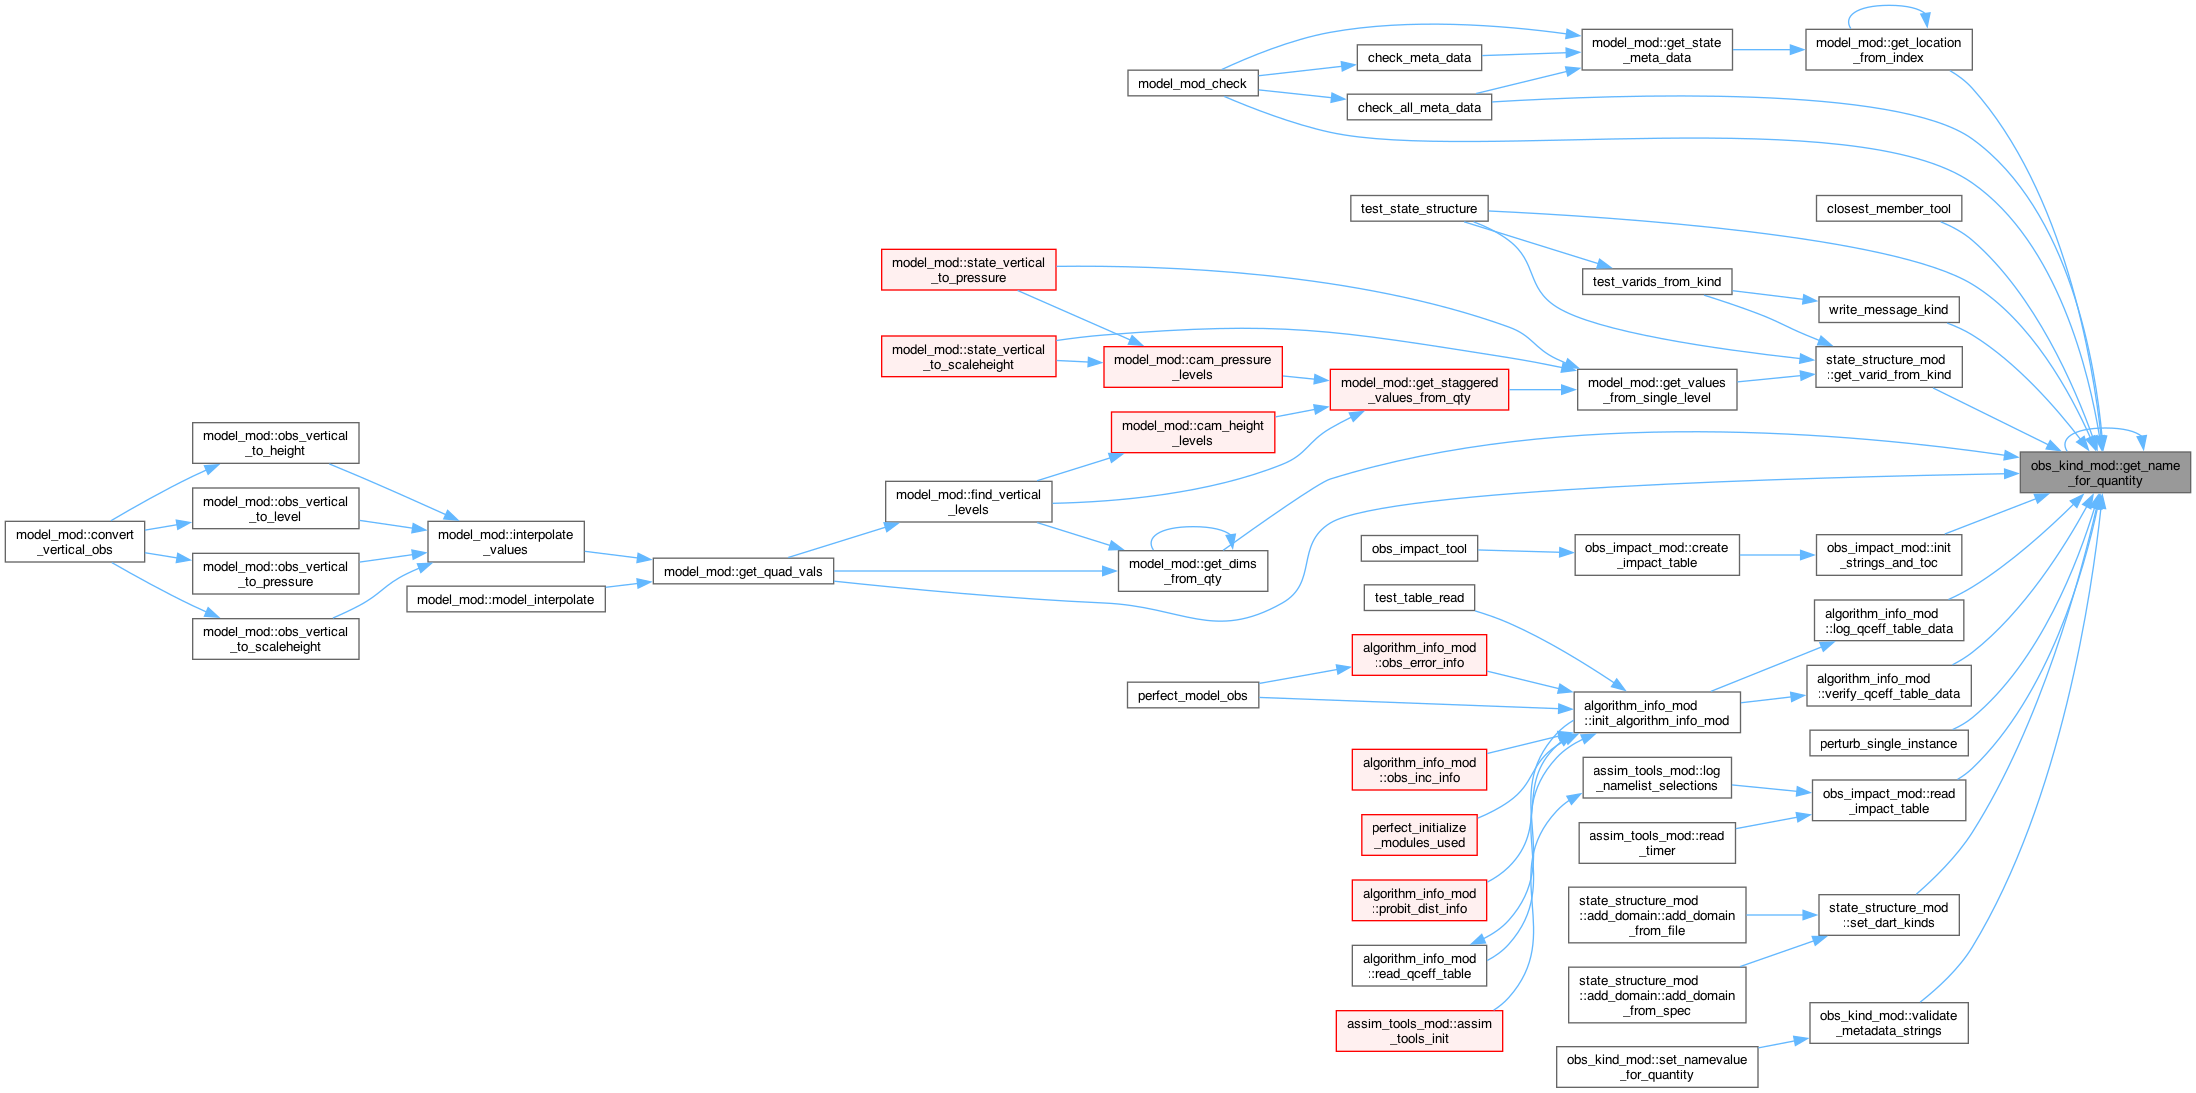 model_mod::get_state
_meta_data
model_mod::get_location
_from_index
check_meta_data
model_mod_check
check_all_meta_data
test_state_structure
closest_member_tool
model_mod::state_vertical
_to_pressure
test_varids_from_kind
write_message_kind
model_mod::state_vertical
_to_scaleheight
model_mod::cam_pressure
_levels
state_structure_mod
::get_varid_from_kind
model_mod::get_staggered
_values_from_qty
model_mod::get_values
_from_single_level
model_mod::cam_height
_levels
model_mod::obs_vertical
_to_height
obs_kind_mod::get_name
_for_quantity
model_mod::find_vertical
_levels
model_mod::obs_vertical
_to_level
model_mod::convert
_vertical_obs
model_mod::interpolate
_values
obs_impact_tool
obs_impact_mod::create
_impact_table
obs_impact_mod::init
_strings_and_toc
model_mod::obs_vertical
_to_pressure
model_mod::get_quad_vals
model_mod::get_dims
_from_qty
model_mod::model_interpolate
test_table_read
algorithm_info_mod
::log_qceff_table_data
model_mod::obs_vertical
_to_scaleheight
algorithm_info_mod
::obs_error_info
algorithm_info_mod
::verify_qceff_table_data
perfect_model_obs
algorithm_info_mod
::init_algorithm_info_mod
perturb_single_instance
algorithm_info_mod
::obs_inc_info
assim_tools_mod::log
_namelist_selections
obs_impact_mod::read
_impact_table
perfect_initialize
_modules_used
assim_tools_mod::read
_timer
algorithm_info_mod
::probit_dist_info
state_structure_mod
::add_domain::add_domain
_from_file
state_structure_mod
::set_dart_kinds
algorithm_info_mod
::read_qceff_table
state_structure_mod
::add_domain::add_domain
_from_spec
assim_tools_mod::assim
_tools_init
obs_kind_mod::validate
_metadata_strings
obs_kind_mod::set_namevalue
_for_quantity